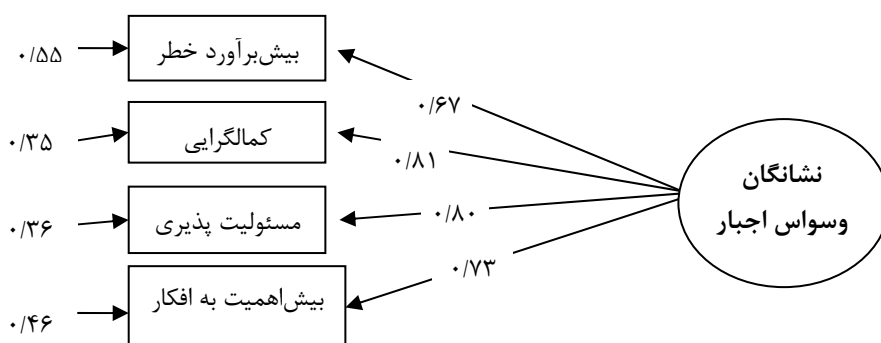 بیش‌برآورد خطر
۰/۵۵
۰/۶۷
کمالگرایی
۰/۳۵
۰/۸۱
مسئولیت پذیری
۰/۳۶
۰/۸۰
بیش‌اهمیت به افکار
۰/۴۶
۰/۷۳
نشانگان
وسواس اجبار